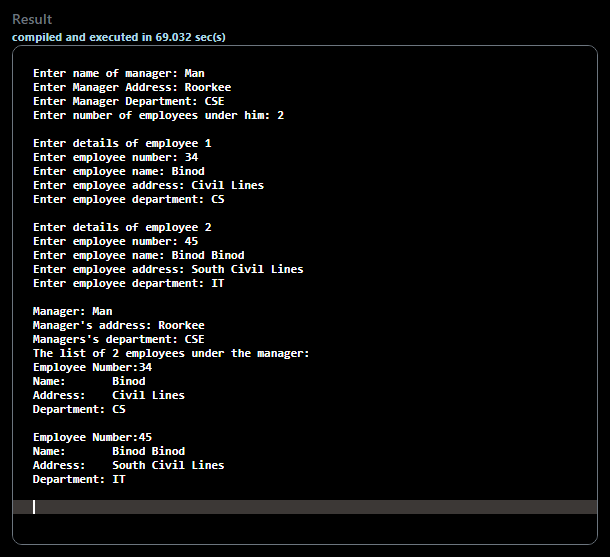 Result
compiled and executed in 69.032 sec(s)
Enter name of manager: Man
Enter Manager Address: Roorkee
Enter Manager Department: CSE
Enter number of employees under him: 2
Enter details of employee 1
Enter employee number: 34
Enter employee name: Binod
Enter employee address: Civil Lines
Enter employee department: CS
Enter details of employee 2
Enter employee number: 45
Enter employee name: Binod Binod
Enter employee address: South Civil Lines
Enter employee department: IT
Manager: Man
Manager's address: Roorkee
Managers's department: CSE
The list of 2 employees under the manager:
Employee Number:34
Name:       Binod
Address:    Civil Lines
Department: CS
Employee Number:45
Name:       Binod Binod
Address:    South Civil Lines
Department: IT